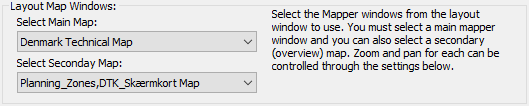 Layout Map Windows:
Select Main Map:
Denmark Technical Map
Select Seconday Map:
Planning_Zones,DTK_Skærmkort Map
Select the Mapper windows from the layout
window to use. You must select a main mapper
window and you can also select a secondary
(overview) map. Zoom and pan for each can be
controlled through the settings below.